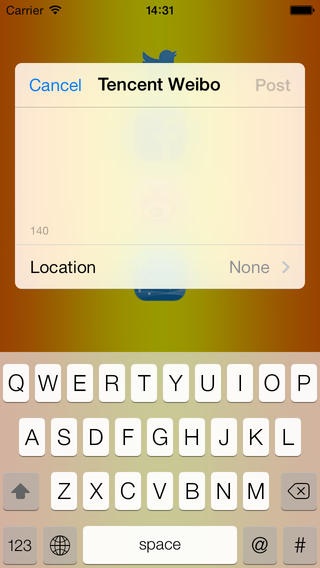 Carrier 14:31
Cancel Tencent Weibo Post
140
Location None
Q W E R T Y U I O P
A S D F G H J K L
Z X C V B N M
123 space @ #